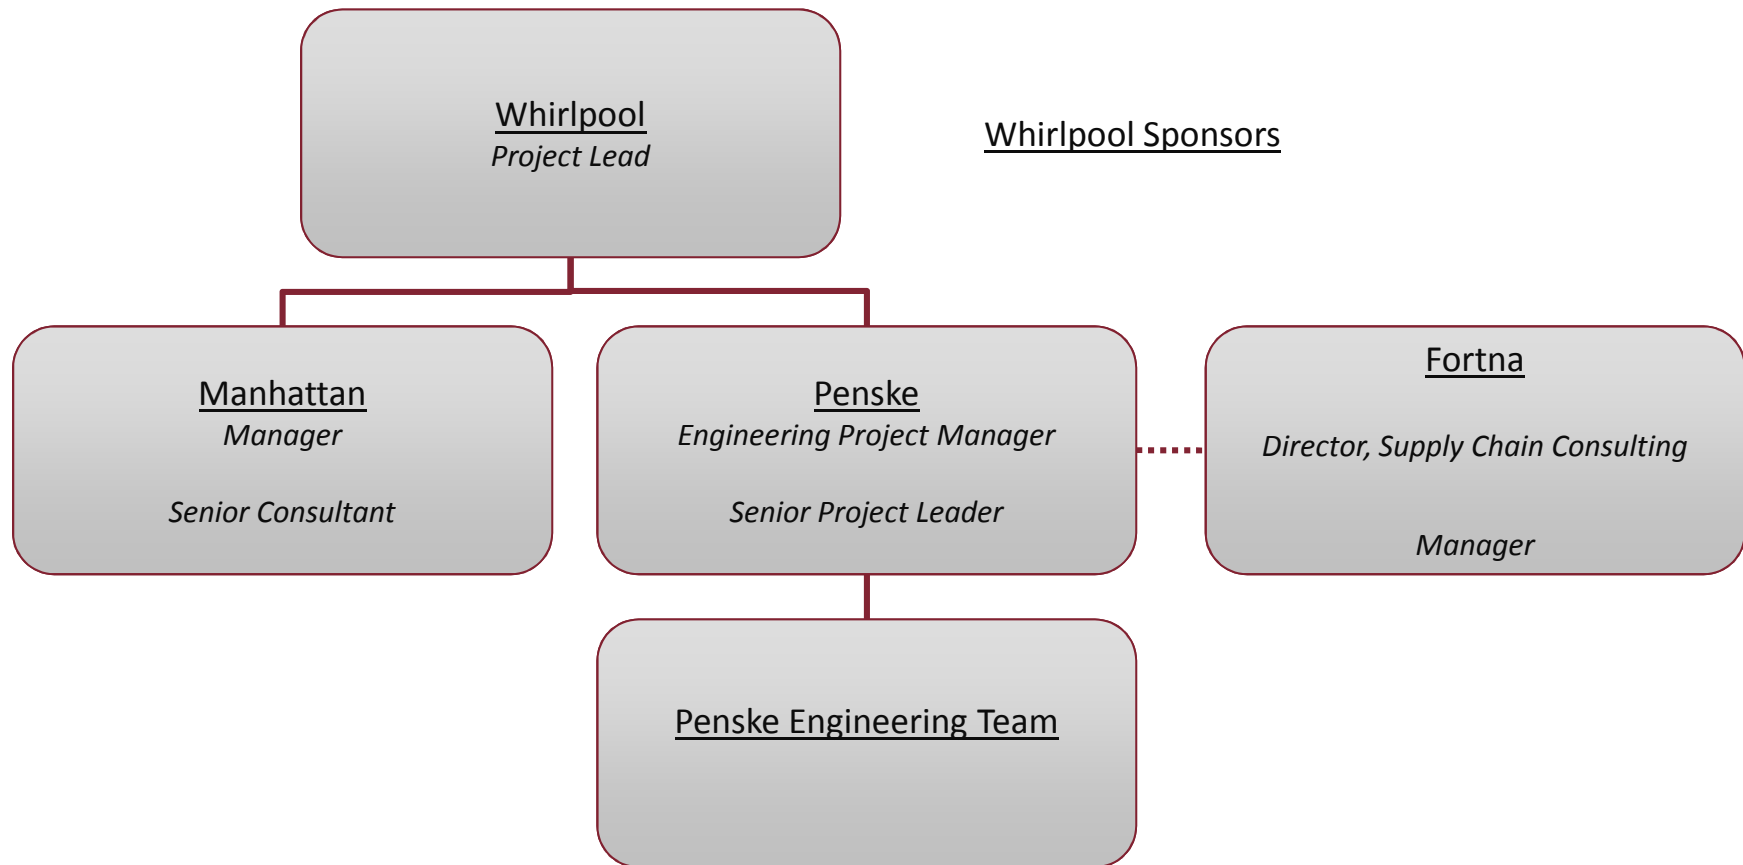 Whirlpool
Project Lead
Whirlpool Sponsors
Manhattan
Manager
Senior Consultant
Penske
Engineering Project Manager
Senior Project Leader
Fortna
Director, Supply Chain Consulting
Manager
Penske Engineering Team